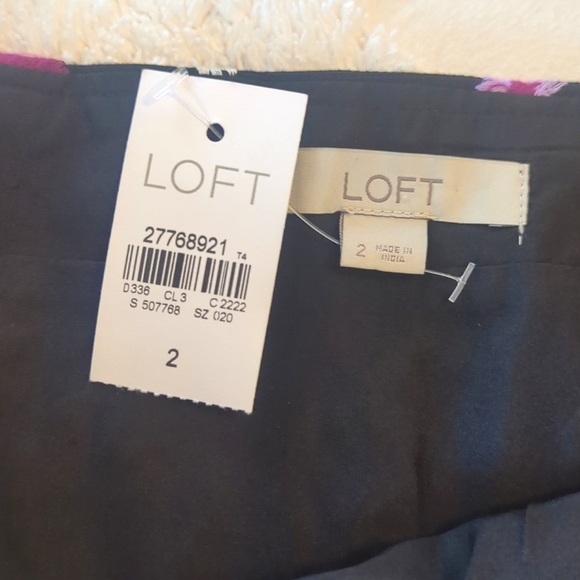 LOFT
27768921 T4
D336 CL 3 C 2222
S 507768 SZ 020
2
LOFT
2 MADE IN
INDIA